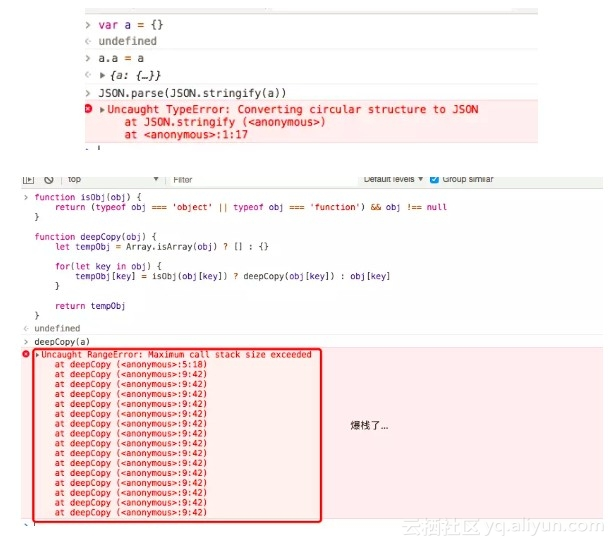 > var a = {}
< undefined
> a.a = a
< ▶ {a: {…}}
> JSON.parse(JSON.stringify(a))
▶ Uncaught TypeError: Converting circular structure to JSON
at JSON.stringify (<anonymous>)
at <anonymous>:1:17
top ▼ Filter Default levels ▼ Group similar
> function isObj(obj) {
return (typeof obj === 'object' || typeof obj === 'function') && obj !== null
}
function deepCopy(obj) {
let tempObj = Array.isArray(obj) ? [] : {}
for(let key in obj) {
tempObj[key] = isObj(obj[key]) ? deepCopy(obj[key]) : obj[key]
}
return tempObj
}
< undefined
> deepCopy(a)
▶ Uncaught RangeError: Maximum call stack size exceeded
at deepCopy (<anonymous>:5:18)
at deepCopy (<anonymous>:9:42)
at deepCopy (<anonymous>:9:42)
at deepCopy (<anonymous>:9:42)
at deepCopy (<anonymous>:9:42)
at deepCopy (<anonymous>:9:42)
at deepCopy (<anonymous>:9:42)
爆栈了...
at deepCopy (<anonymous>:9:42)
at deepCopy (<anonymous>:9:42)
at deepCopy (<anonymous>:9:42)
at deepCopy (<anonymous>:9:42)
at deepCopy (<anonymous>:9:42)
at deepCopy (<anonymous>:9:42)
at deepCopy (<anonymous>:9:42)
at deepCopy (<anonymous>:9:42)
at deepCopy (<anonymous>:9:42)
云栖社区 yq.aliyun.com